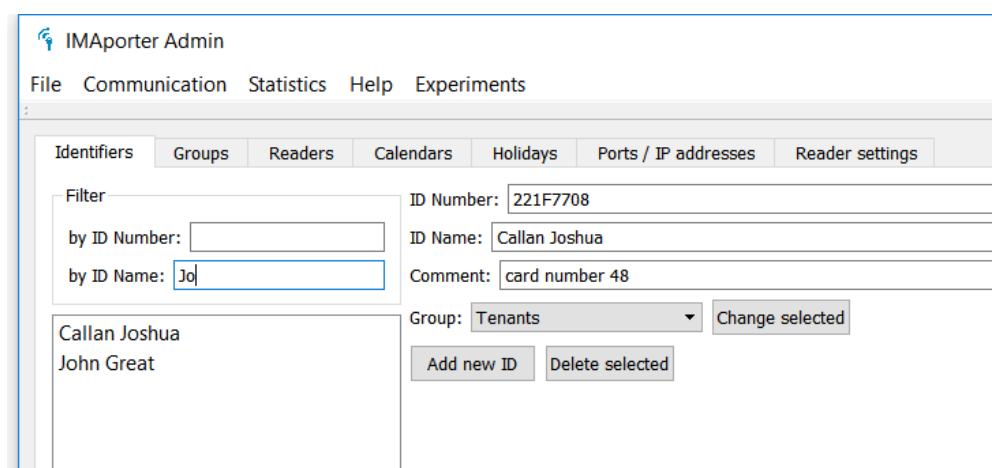 IMAporter Admin
File Communication Statistics Help Experiments
Identifiers Groups Readers Calendars Holidays Ports / IP addresses Reader settings
Filter
by ID Number:
by ID Name: Jo
Callan Joshua
John Great
ID Number: 221F7708
ID Name: Callan Joshua
Comment: card number 48
Group: Tenants Change selected
Add new ID Delete selected